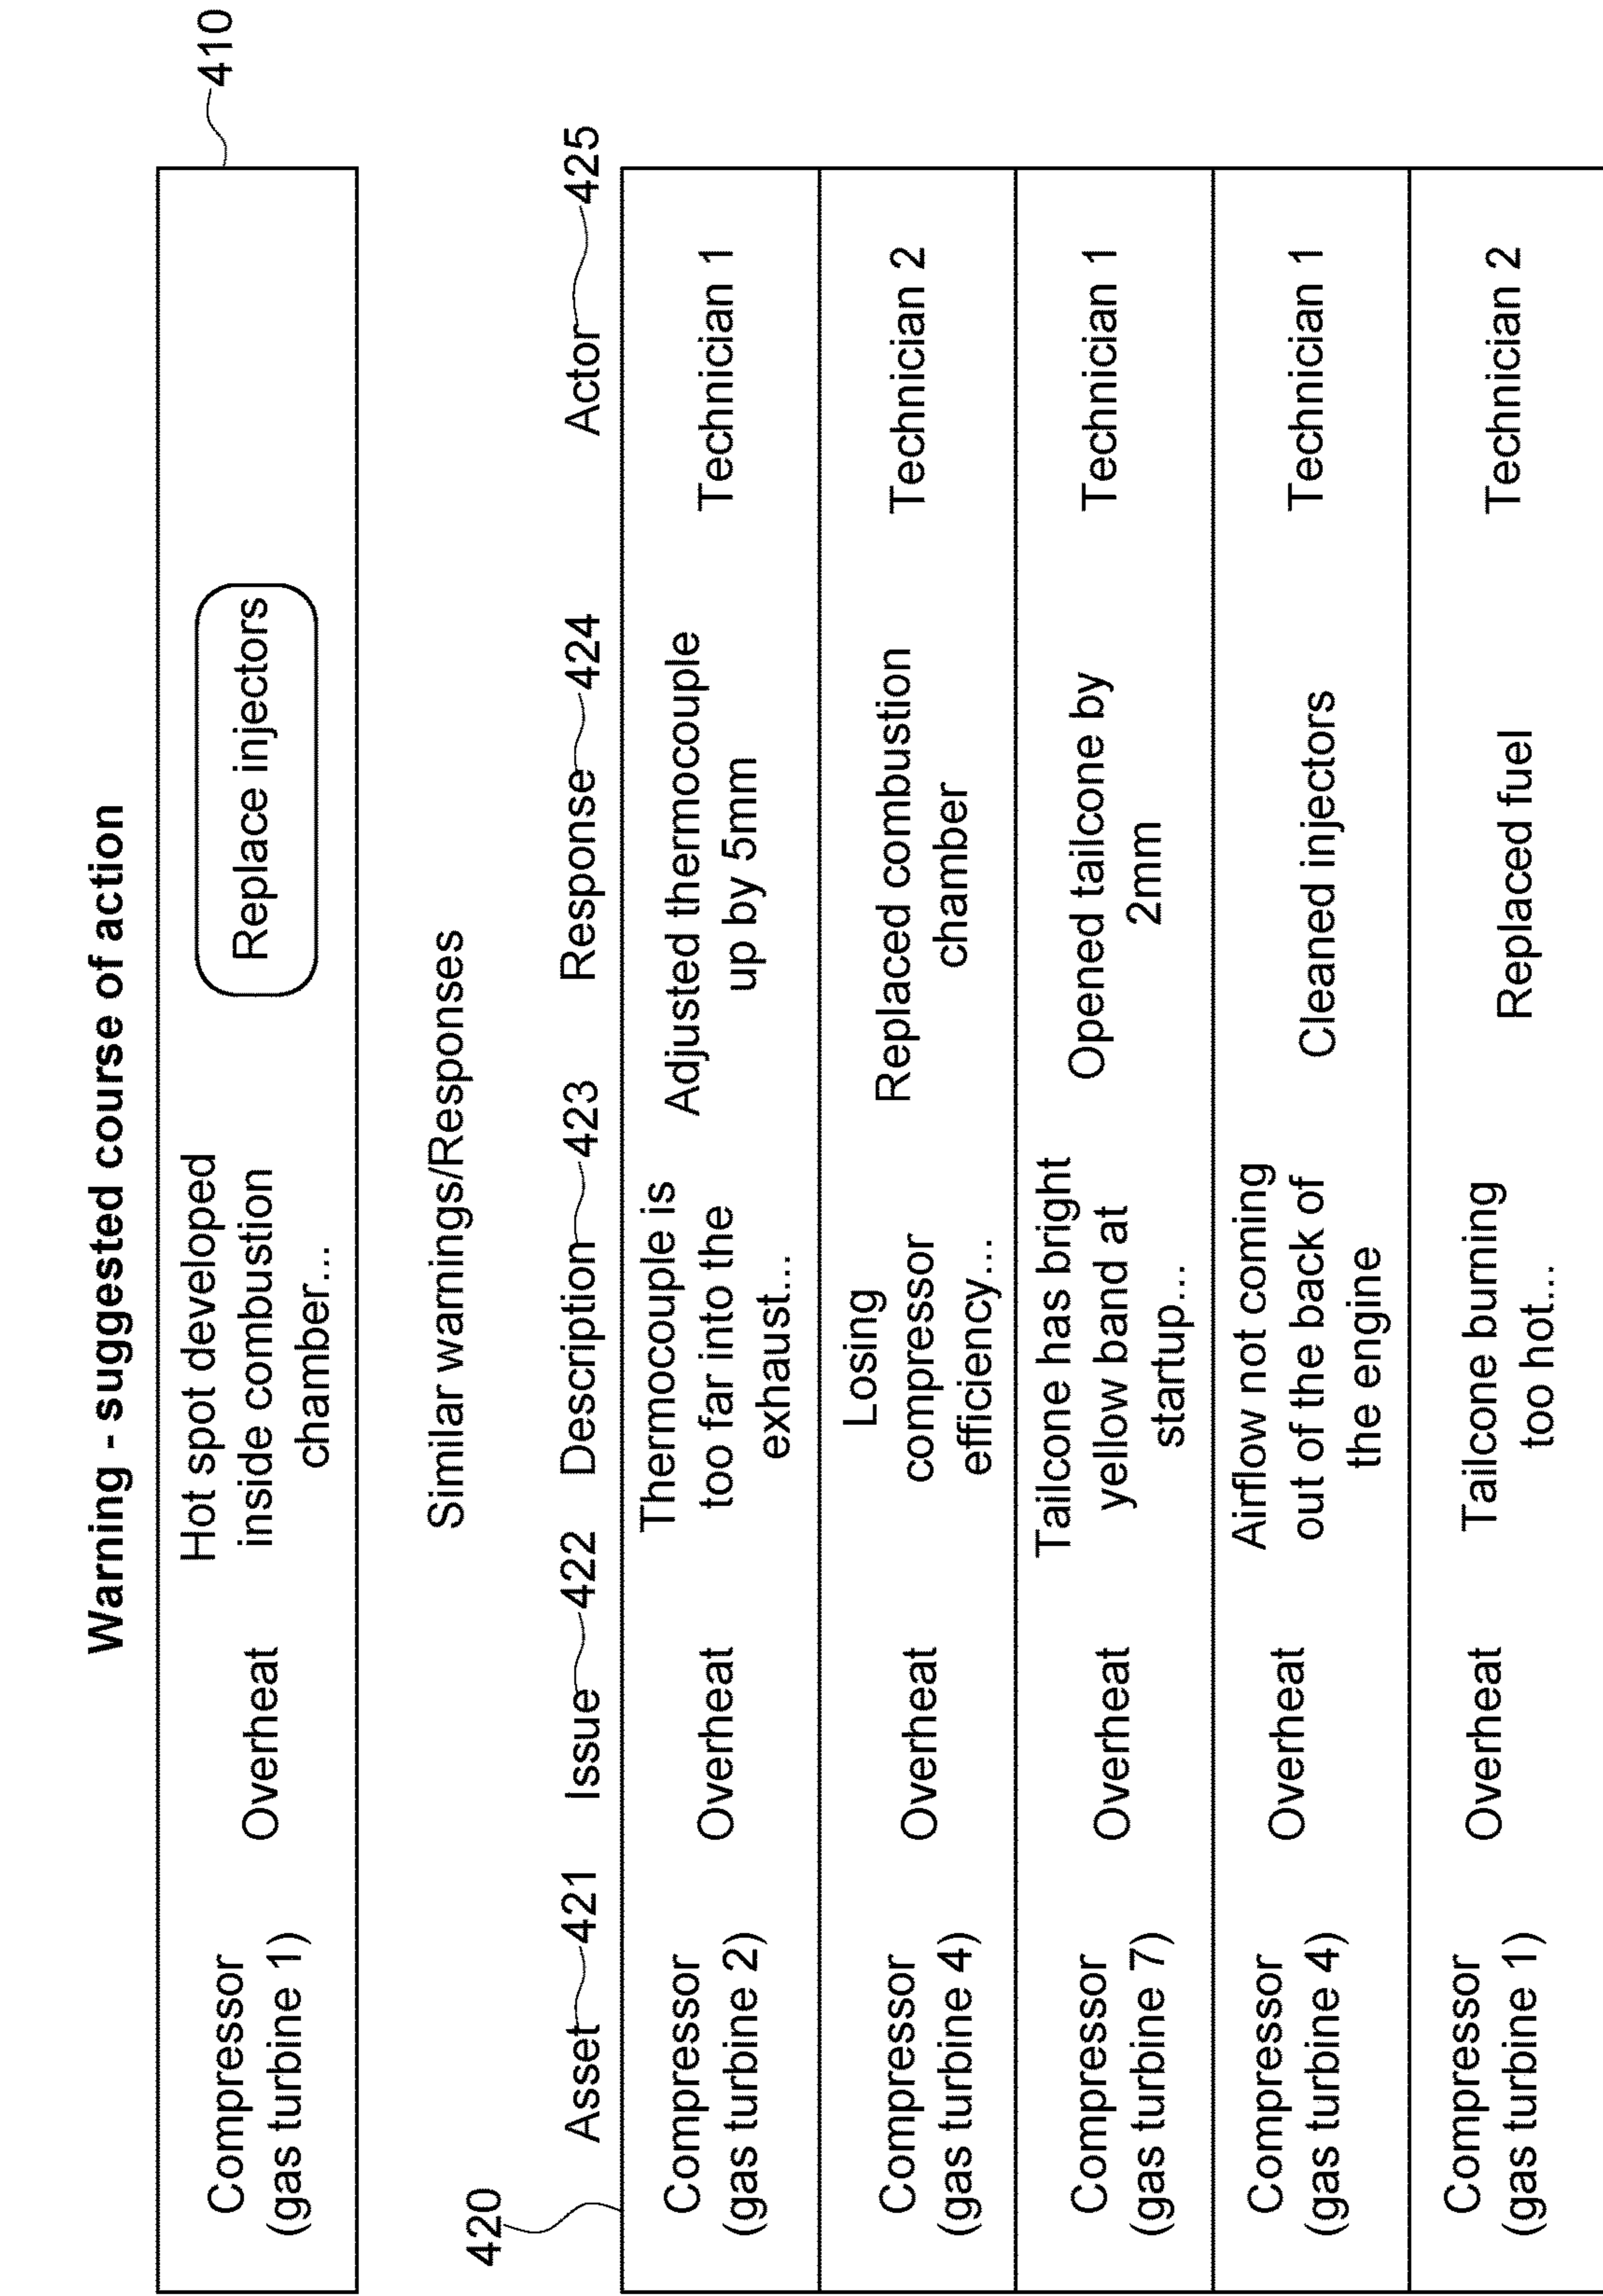 Warning - suggested course of action
410
Compressor
(gas turbine 1)
Overheat
Hot spot developed
inside combustion
chamber...
Replace injectors
Similar warnings/Responses
420
Asset 421
Issue 422
Description 423
Response 424
Actor 425
Compressor
(gas turbine 2)
Overheat
Thermocouple is
too far into the
exhaust...
Adjusted thermocouple
up by 5mm
Technician 1
Compressor
(gas turbine 4)
Overheat
Losing
compressor
efficiency...
Replaced combustion
chamber
Technician 2
Compressor
(gas turbine 7)
Overheat
Tailcone has bright
yellow band at
startup...
Opened tailcone by
2mm
Technician 1
Compressor
(gas turbine 4)
Overheat
Airflow not coming
out of the back of
the engine
Cleaned injectors
Technician 1
Compressor
(gas turbine 1)
Overheat
Tailcone burning
too hot...
Replaced fuel
Technician 2